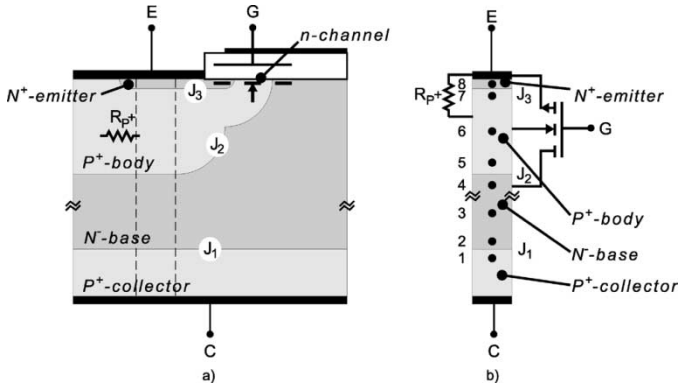 E
G
n-channel
N+-emitter
J3
RP+
J2
P+-body
N--base
J1
P+-collector
C
a)
E
8
7
J3
N+-emitter
RP+
G
6
5
J2
4
P+-body
3
N--base
2
J1
1
P+-collector
C
b)